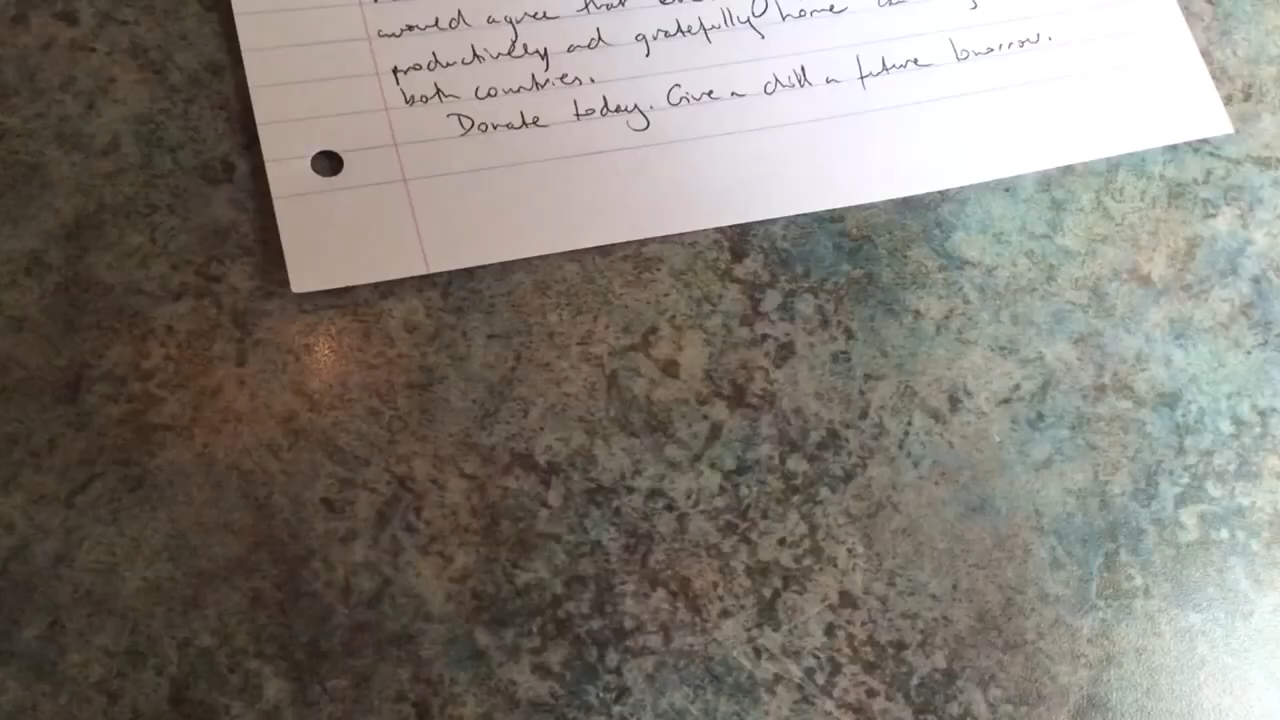 would agree that
productively and gratefully home
both countries.
Donate today. Give a child a future tomorrow.